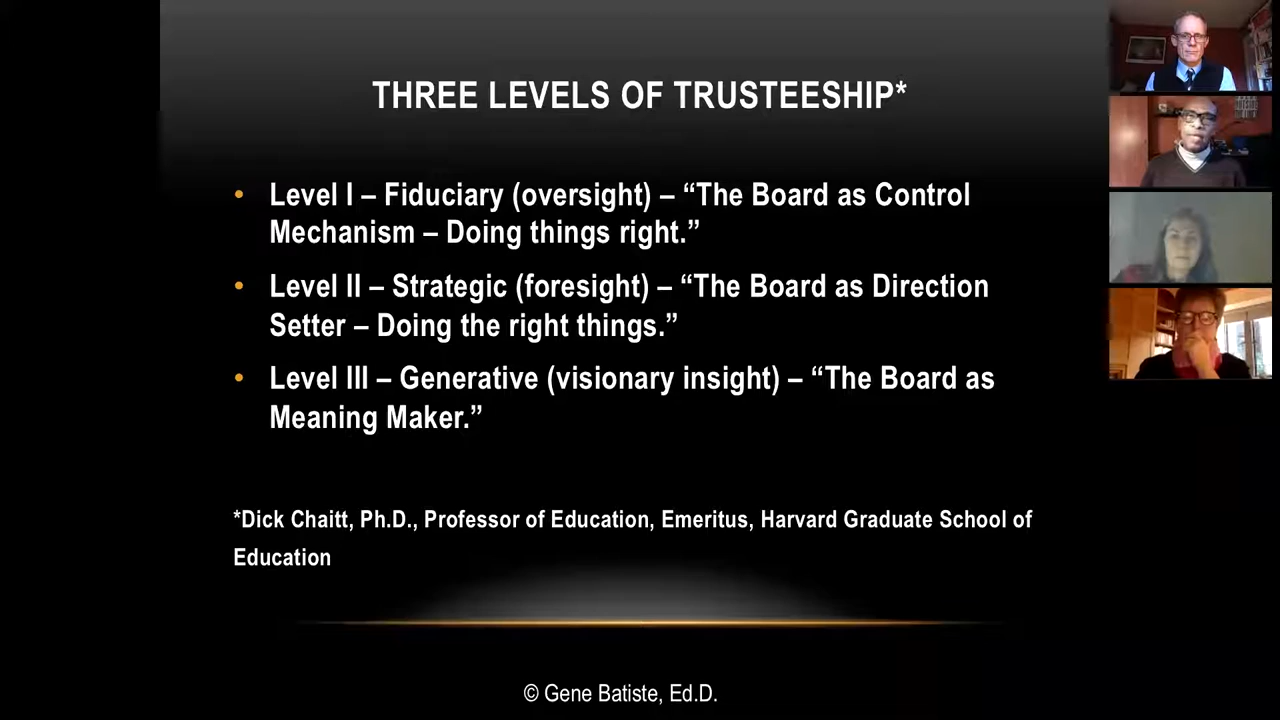 THREE LEVELS OF TRUSTEESHIP*
• Level I – Fiduciary (oversight) – “The Board as Control
Mechanism – Doing things right.”
• Level II – Strategic (foresight) – “The Board as Direction
Setter – Doing the right things.”
• Level III – Generative (visionary insight) – “The Board as
Meaning Maker.”
*Dick Chaitt, Ph.D., Professor of Education, Emeritus, Harvard Graduate School of
Education
© Gene Batiste, Ed.D.